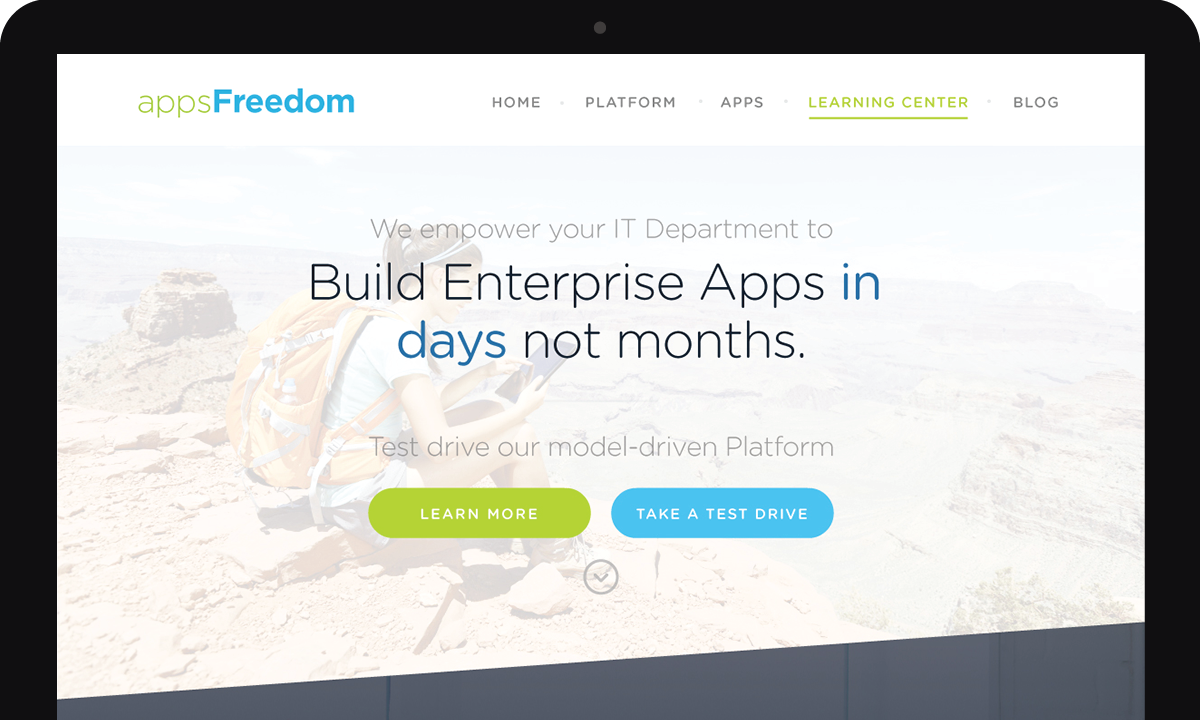 appsFreedom
HOME • PLATFORM • APPS • LEARNING CENTER • BLOG
We empower your IT Department to
Build Enterprise Apps in
days not months.
Test drive our model-driven Platform
LEARN MORE
TAKE A TEST DRIVE